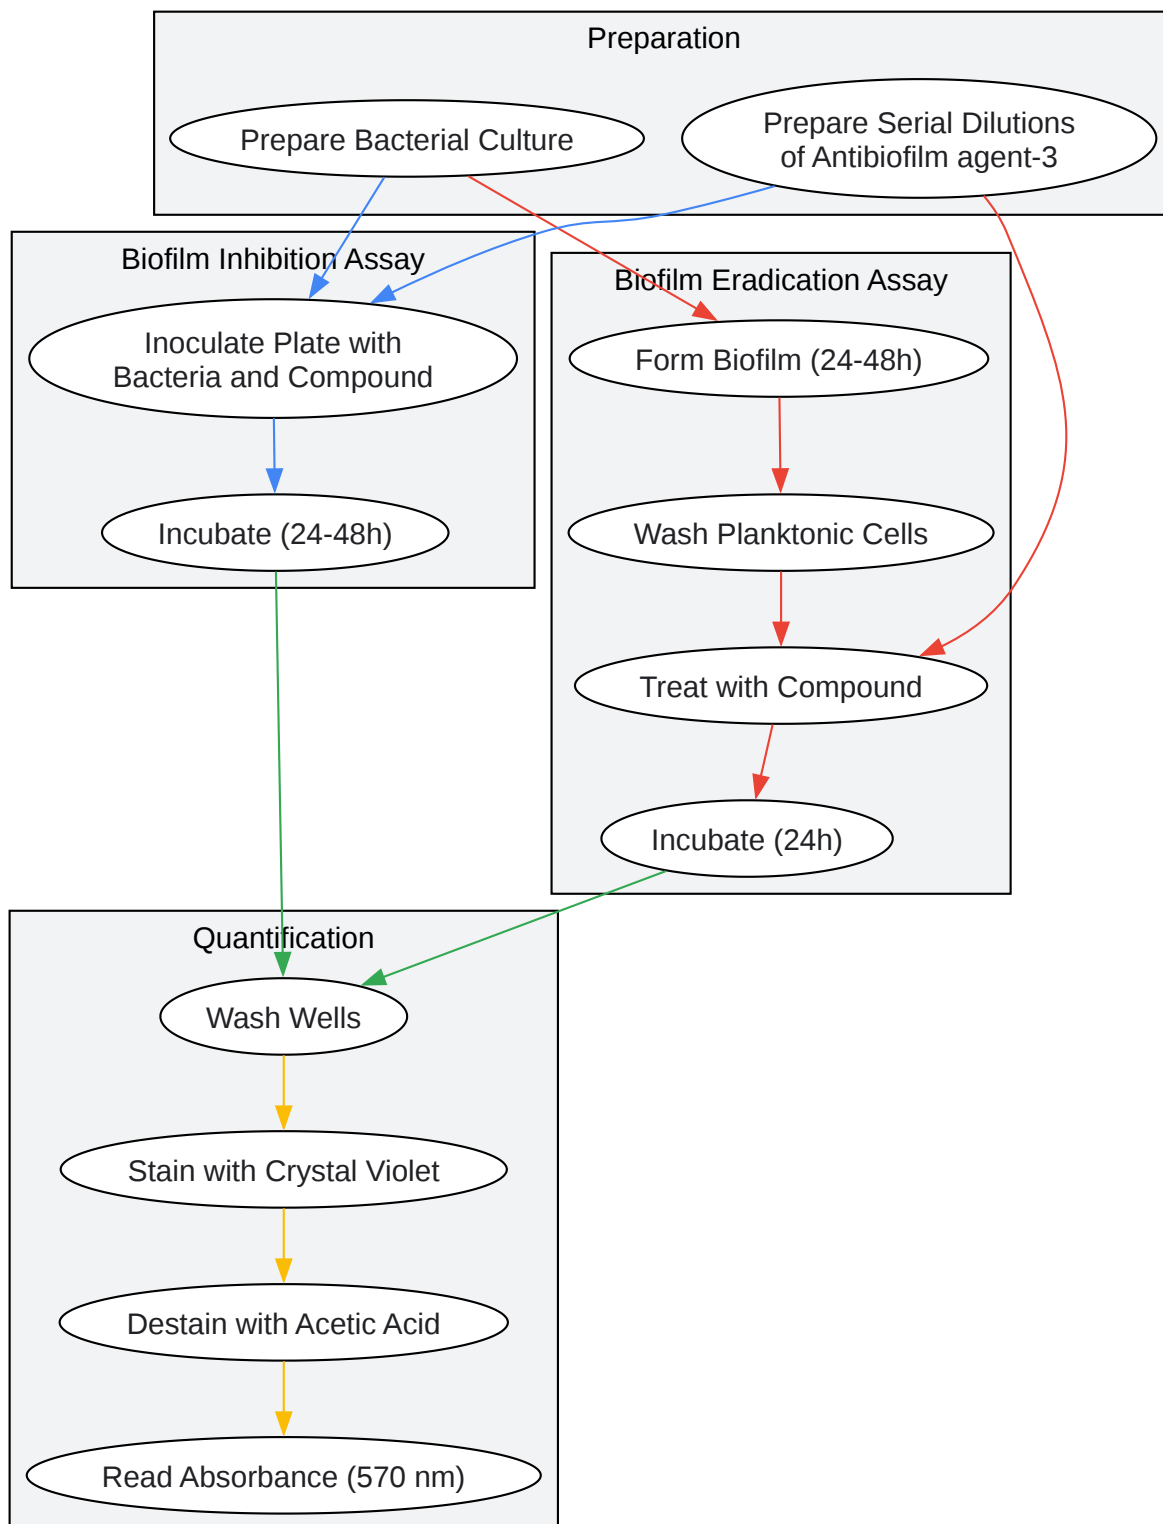 Preparation
Prepare Bacterial Culture
Prepare Serial Dilutions
of Antibiofilm agent-3
Biofilm Inhibition Assay
Inoculate Plate with
Bacteria and Compound
Incubate (24-48h)
Biofilm Eradication Assay
Form Biofilm (24-48h)
Wash Planktonic Cells
Treat with Compound
Incubate (24h)
Quantification
Wash Wells
Stain with Crystal Violet
Destain with Acetic Acid
Read Absorbance (570 nm)